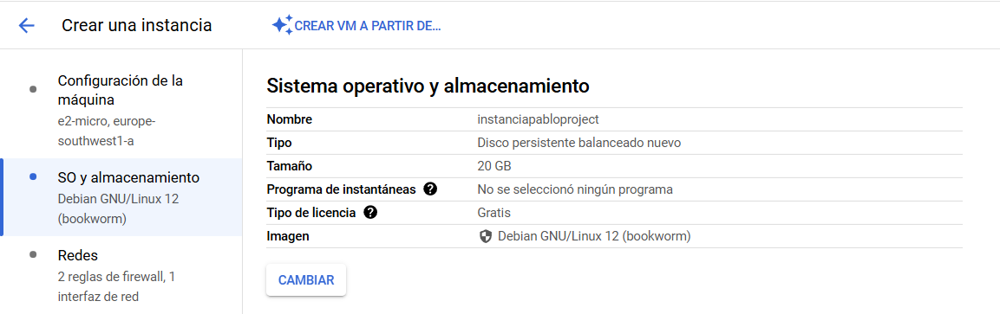 Crear una instancia
CREAR VM A PARTIR DE...
Configuración de la
máquina
e2-micro, europe-
southwest1-a
SO y almacenamiento
Debian GNU/Linux 12
(bookworm)
Redes
2 reglas de firewall, 1
interfaz de red
Sistema operativo y almacenamiento
Nombre instanciapabloproject
Tipo Disco persistente balanceado nuevo
Tamaño 20 GB
Programa de instantáneas ? No se seleccionó ningún programa
Tipo de licencia ? Gratis
Imagen Debian GNU/Linux 12 (bookworm)
CAMBIAR